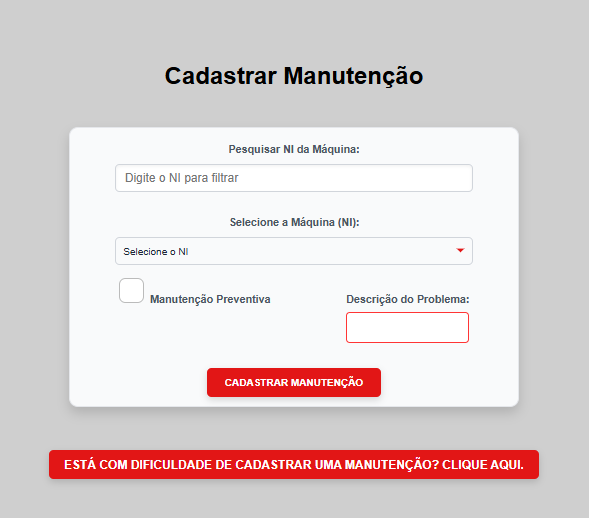 Cadastrar Manutenção
Pesquisar NI da Máquina:
Digite o NI para filtrar
Selecione a Máquina (NI):
Selecione o NI
Manutenção Preventiva
Descrição do Problema:
CADASTRAR MANUTENÇÃO
ESTÁ COM DIFICULDADE DE CADASTRAR UMA MANUTENÇÃO? CLIQUE AQUI.